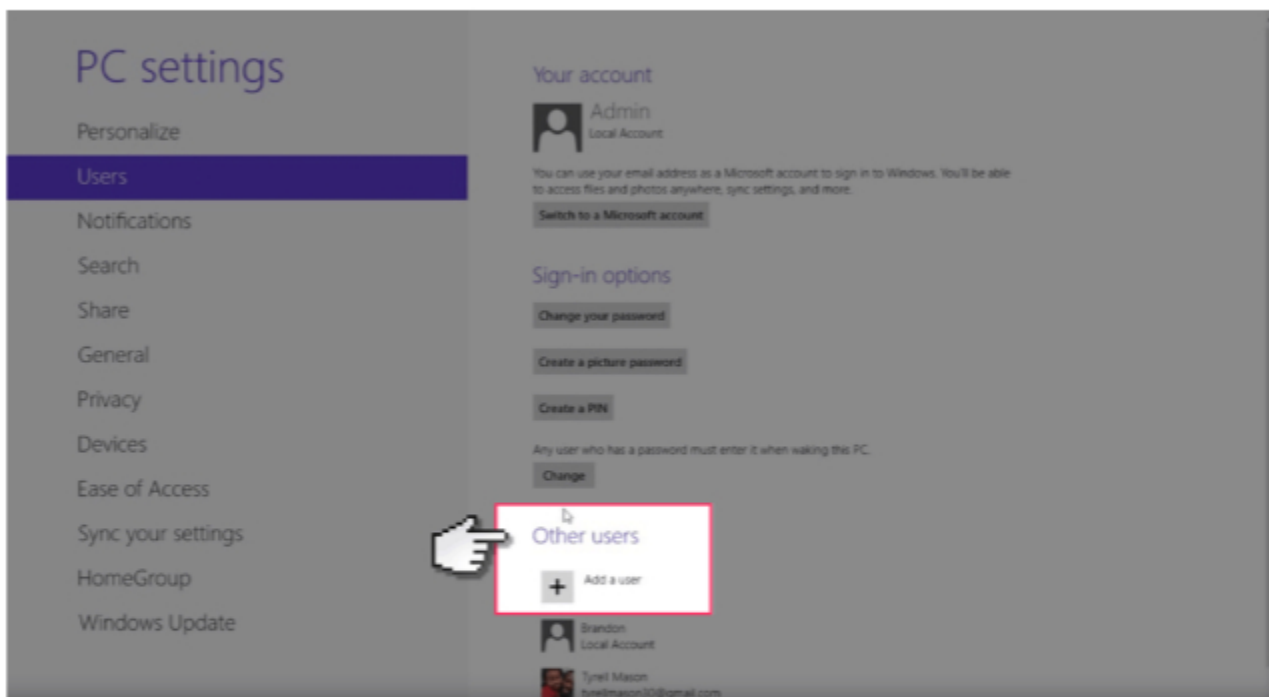 PC settings
Personalize
Users
Notifications
Search
Share
General
Privacy
Devices
Ease of Access
Sync your settings
HomeGroup
Windows Update
Your account
Admin
Local Account
You can use your email address as a Microsoft account to sign in to Windows. You'll be able
to access files and photos anywhere, sync settings, and more.
Switch to a Microsoft account
Sign-in options
Change your password
Create a picture password
Create a PIN
Any user who has a password must enter it when waking this PC.
Change
Other users
+
Add a user
Brandon
Local Account
Tyrell Mason